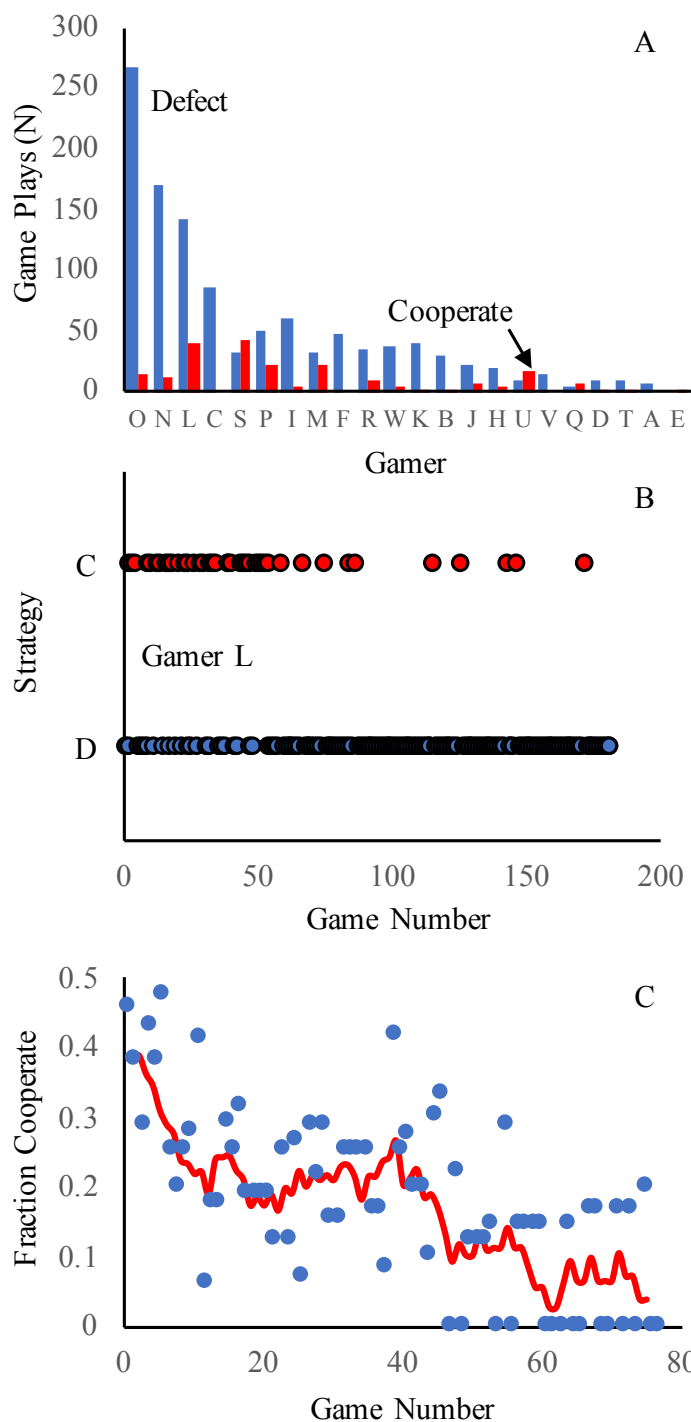 A
300
250
200
150
100
50
0
Game Plays (N)
Defect
Cooperate
O N L C S P I M F R W K B J H U V Q D T A E
Gamer
B
C
D
Strategy
Gamer L
0 50 100 150 200
Game Number
C
0.5
0.4
0.3
0.2
0.1
0
Fraction Cooperate
0 20 40 60 80
Game Number